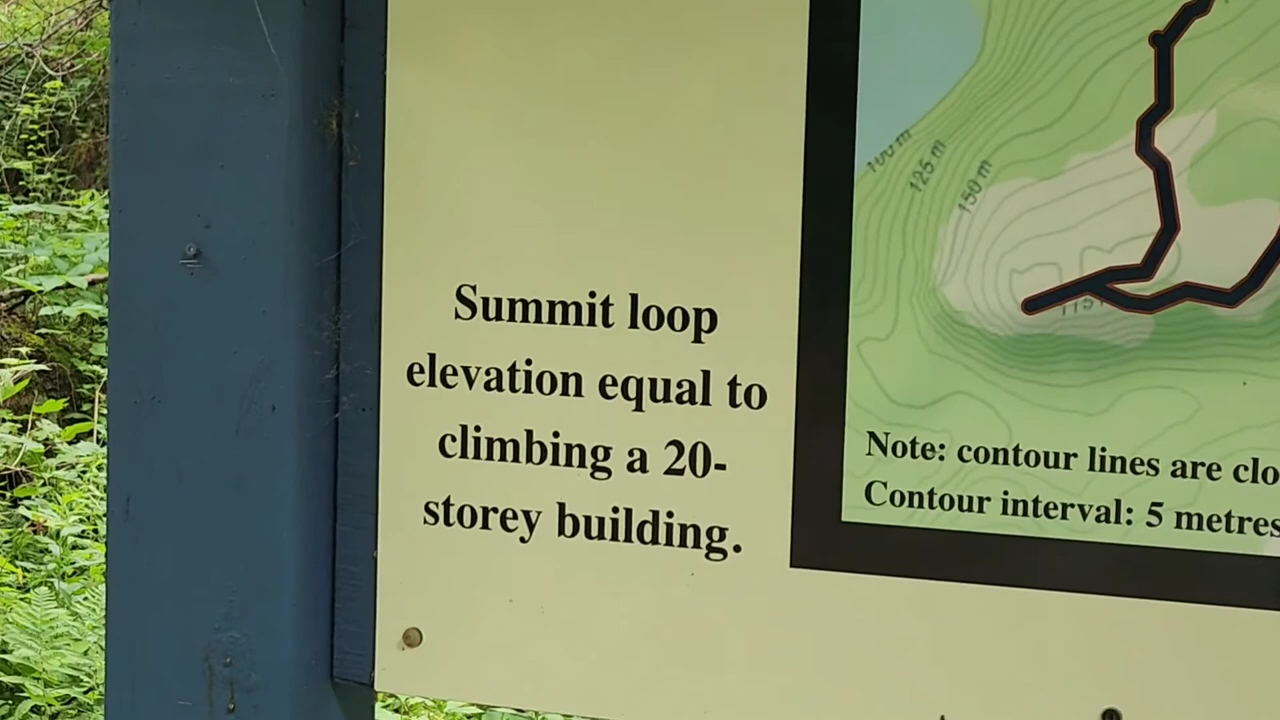 Summit loop
elevation equal to
climbing a 20-
storey building.
100 m
125 m
150 m
Note: contour lines are clo
Contour interval: 5 metres